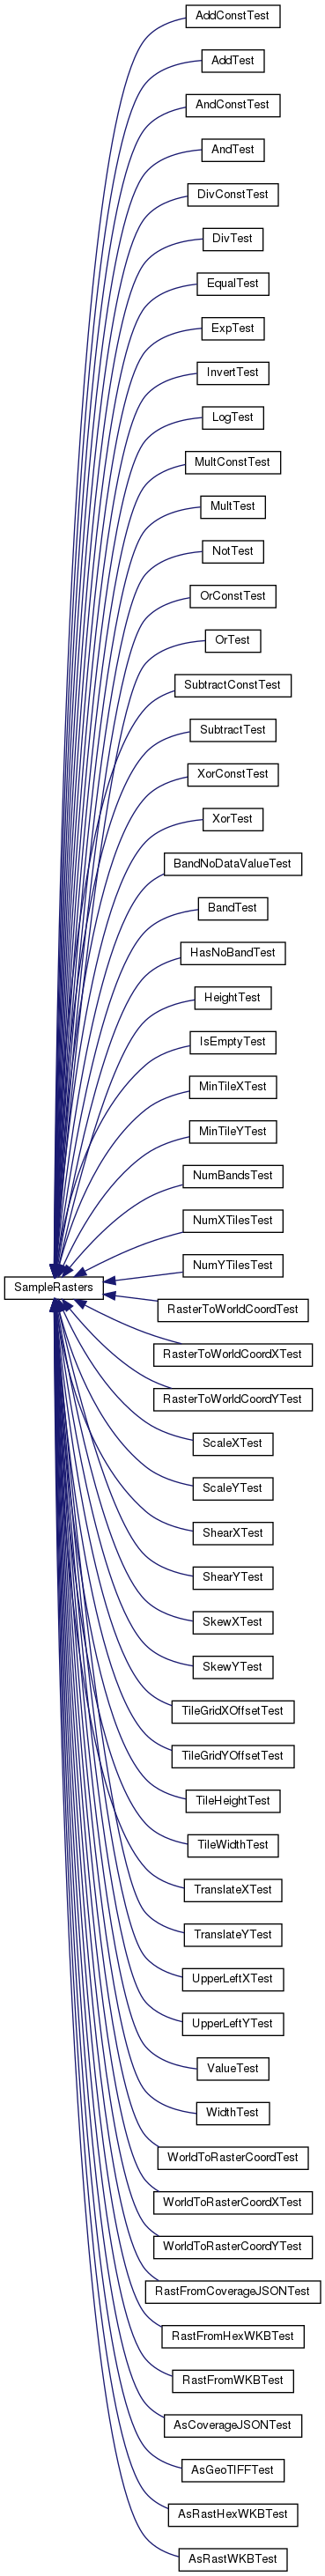 AddConstTest
AddTest
AndConstTest
AndTest
DivConstTest
DivTest
EqualTest
ExpTest
InvertTest
LogTest
MultConstTest
MultTest
NotTest
OrConstTest
OrTest
SubtractConstTest
SubtractTest
XorConstTest
XorTest
BandNoDataValueTest
BandTest
HasNoBandTest
HeightTest
IsEmptyTest
MinTileXTest
MinTileYTest
NumBandsTest
NumXTilesTest
NumYTilesTest
SampleRasters
RasterToWorldCoordTest
RasterToWorldCoordXTest
RasterToWorldCoordYTest
ScaleXTest
ScaleYTest
ShearXTest
ShearYTest
SkewXTest
SkewYTest
TileGridXOffsetTest
TileGridYOffsetTest
TileHeightTest
TileWidthTest
TranslateXTest
TranslateYTest
UpperLeftXTest
UpperLeftYTest
ValueTest
WidthTest
WorldToRasterCoordTest
WorldToRasterCoordXTest
WorldToRasterCoordYTest
RastFromCoverageJSONTest
RastFromHexWKBTest
RastFromWKBTest
AsCoverageJSONTest
AsGeoTIFFTest
AsRastHexWKBTest
AsRastWKBTest